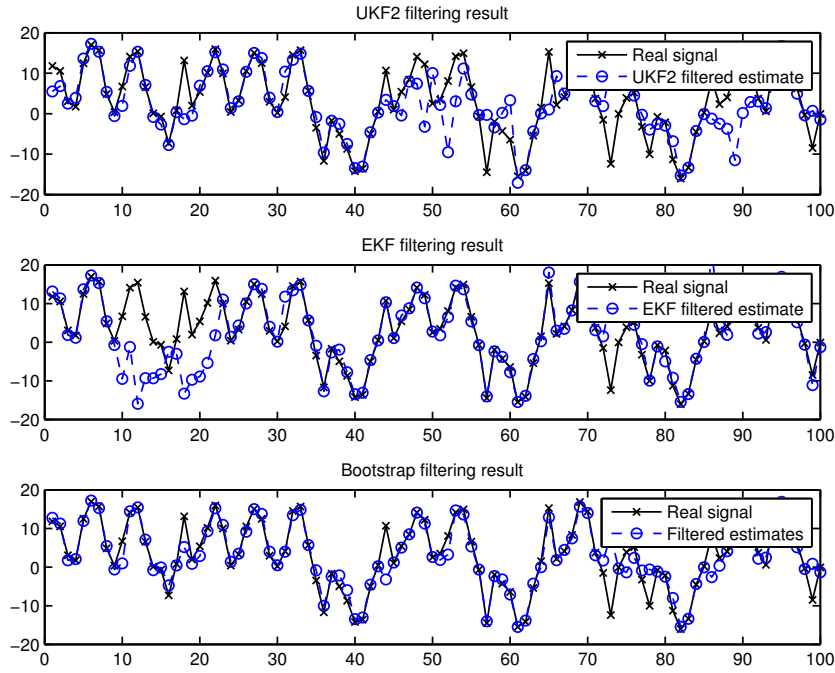 UKF2 filtering result
20
10
0
−10
−20
Real signal
UKF2 filtered estimate
0 10 20 30 40 50 60 70 80 90 100
EKF filtering result
20
10
0
−10
−20
Real signal
EKF filtered estimate
0 10 20 30 40 50 60 70 80 90 100
Bootstrap filtering result
20
10
0
−10
−20
Real signal
Filtered estimates
0 10 20 30 40 50 60 70 80 90 100